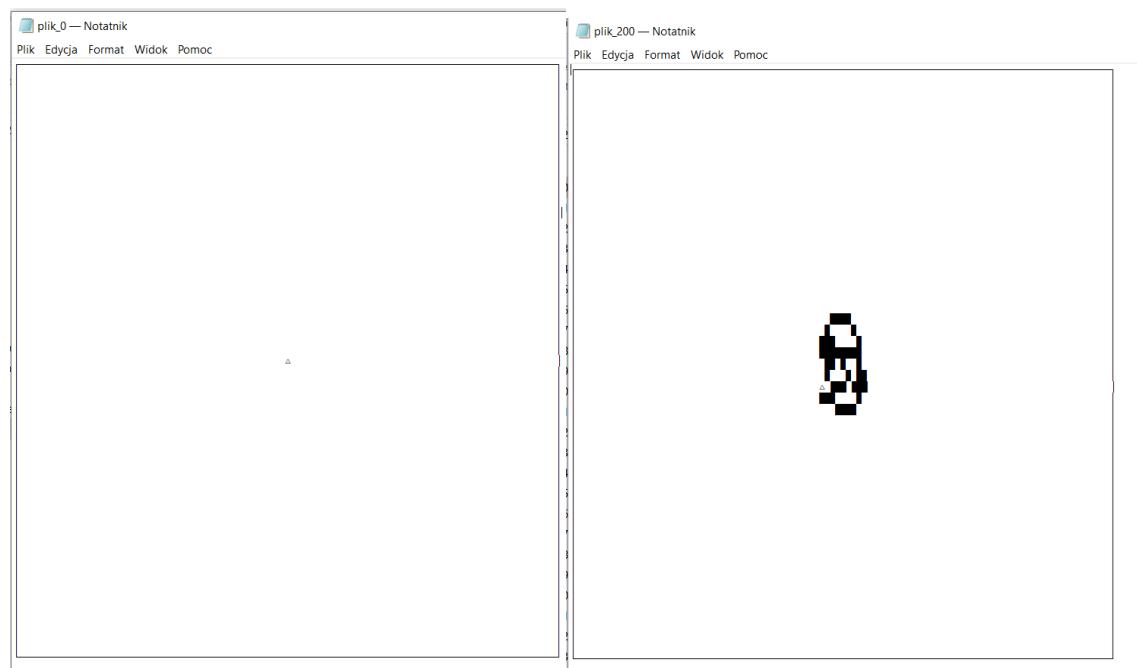 plik_0 — Notatnik
Plik Edycja Format Widok Pomoc
plik_200 — Notatnik
Plik Edycja Format Widok Pomoc